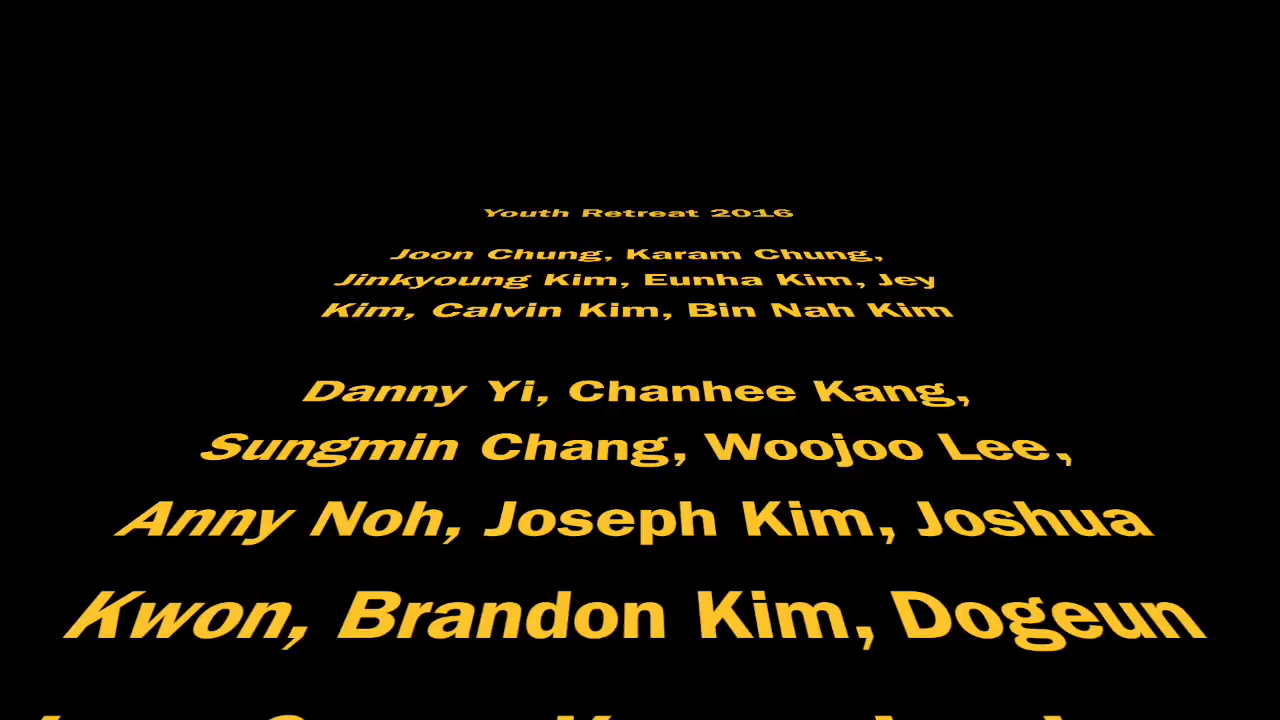 Youth Retreat 2016
Joon Chung, Karam Chung,
Jinkyoung Kim, Eunha Kim, Jey
Kim, Calvin Kim, Bin Nah Kim
Danny Yi, Chanhee Kang,
Sungmin Chang, Woojoo Lee,
Anny Noh, Joseph Kim, Joshua
Kwon, Brandon Kim, Dogeun